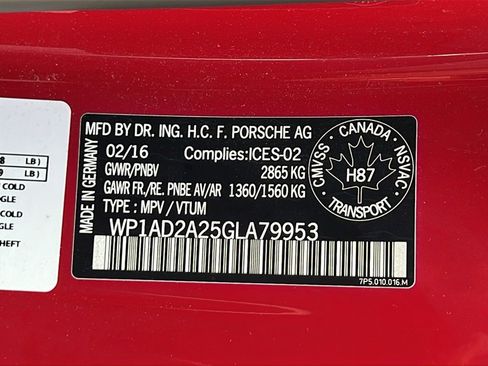 8 LB)
9 LB)
COLD
GLE
COLD
GLE
HEFT
MADE IN GERMANY
MFD BY DR. ING. H.C. F. PORSCHE AG
02/16 Complies:ICES-02
GVWR/PNBV 2865 KG
GAWR FR./RE. PNBE AV/AR 1360/1560 KG
TYPE : MPV / VTUM
WP1AD2A25GLA79953
CANADA
CMVSS
NSVAC
H87
TRANSPORT
7P5.010.016.M